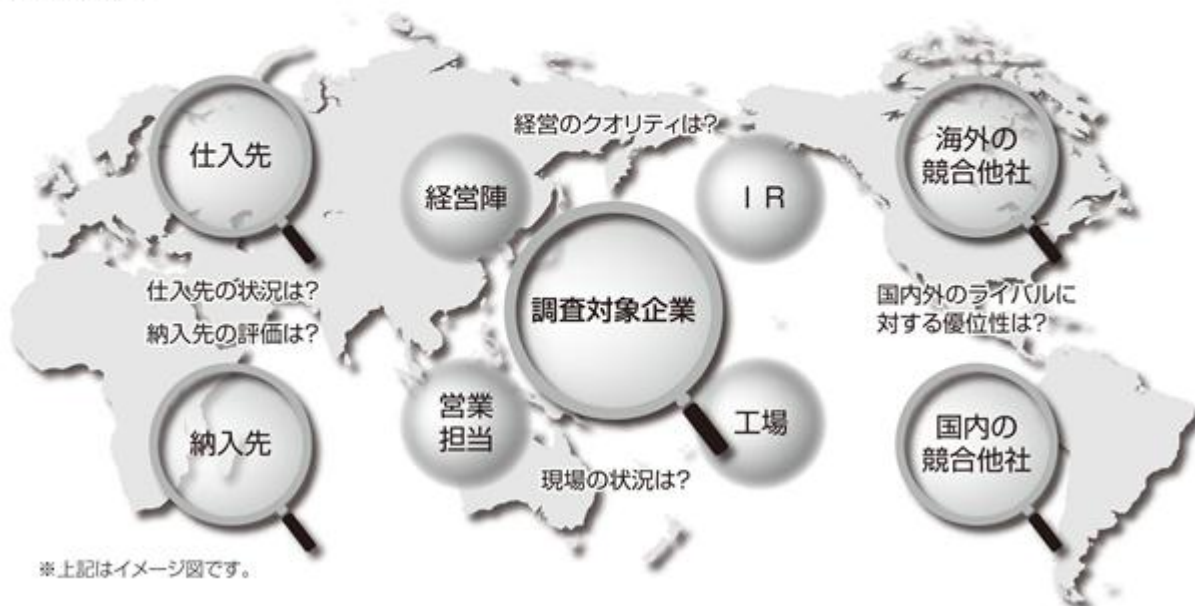 経営のクオリティは?
仕入先
経営陣
ＩＲ
海外の
競合他社
調査対象企業
仕入先の状況は?
納入先の評価は?
国内外のライバルに
対する優位性は?
納入先
営業
担当
工場
国内の
競合他社
現場の状況は?
※上記はイメージ図です。